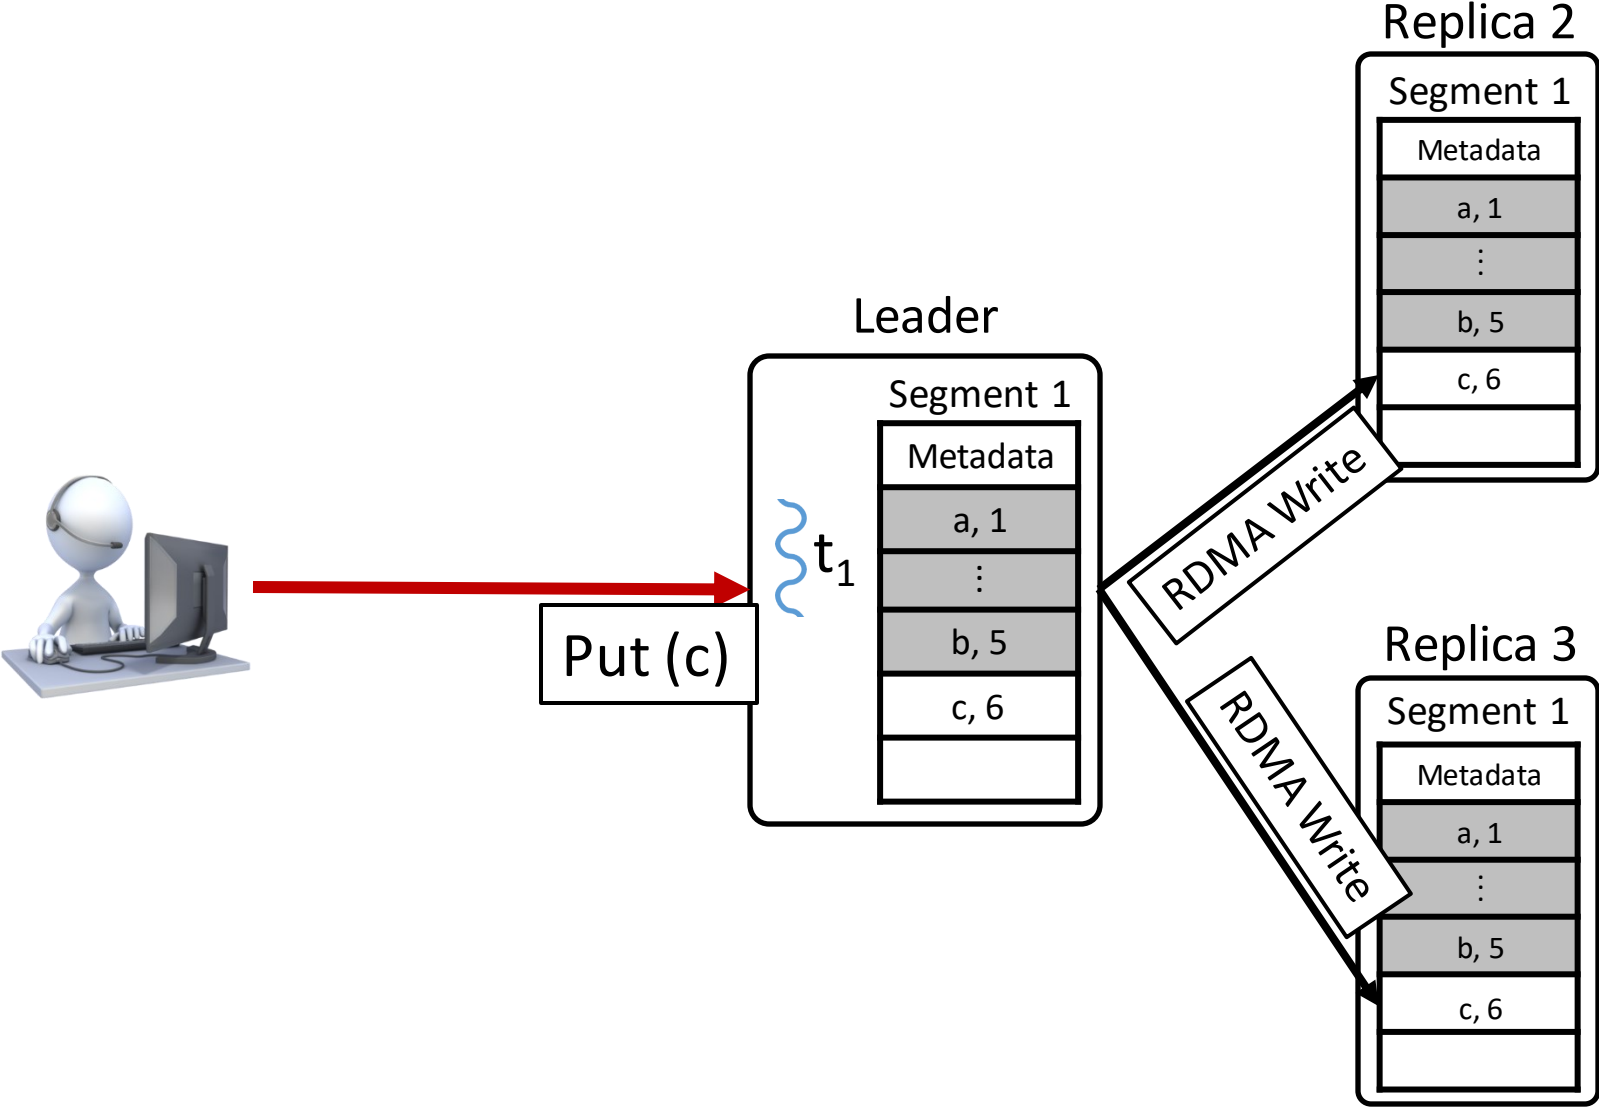 Replica 2
Segment 1
Metadata
a, 1
⋮
b, 5
c, 6
Leader
Segment 1
Metadata
a, 1
⋮
b, 5
c, 6
t₁
Put (c)
RDMA Write
RDMA Write
Replica 3
Segment 1
Metadata
a, 1
⋮
b, 5
c, 6